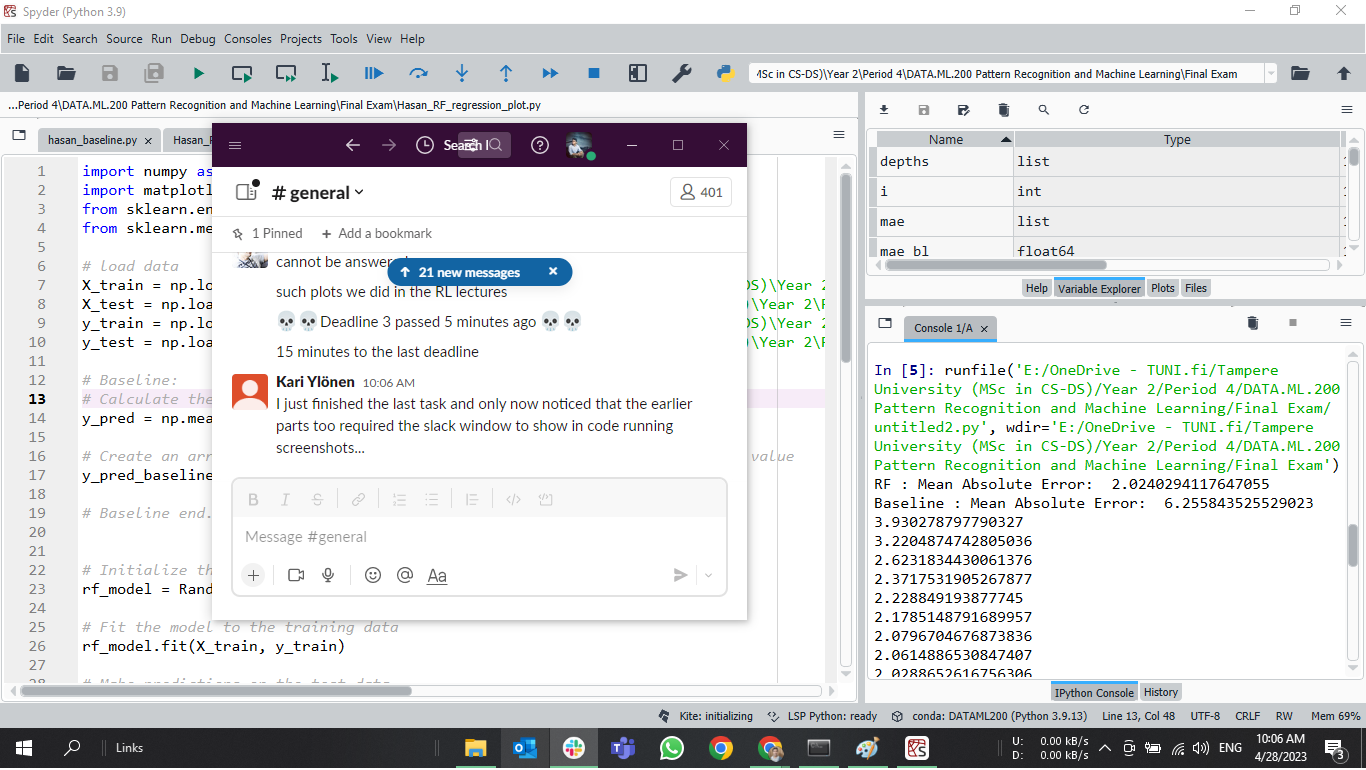 Spyder (Python 3.9)
File Edit Search Source Run Debug Consoles Projects Tools View Help
MSc in CS-DS)\Year 2\Period 4\DATA.ML.200 Pattern Recognition and Machine Learning\Final Exam
...Period 4\DATA.ML.200 Pattern Recognition and Machine Learning\Final Exam\Hasan_RF_regression_plot.py
hasan_baseline.py
Hasan_
1 import numpy as
2 import matplotl
3 from sklearn.en
4 from sklearn.me
5
6 # load data
7 X_train = np.lo DS)\Year 2
8 X_test = np.loa )\Year 2\P
9 y_train = np.lo DS)\Year 2
10 y_test = np.loa )\Year 2\P
11
12 # Baseline:
13 # Calculate the
14 y_pred = np.mea
15
16 # Create an arr value
17 y_pred_baseline
18
19 # Baseline end.
20
21
22 # Initialize th
23 rf_model = Rand
24
25 # Fit the model to the training data
26 rf_model.fit(X_train, y_train)
27
28 # Make predictions on the test data
Search
# general
401
1 Pinned
+ Add a bookmark
cannot be answere
21 new messages
such plots we did in the RL lectures
💀💀Deadline 3 passed 5 minutes ago 💀💀
15 minutes to the last deadline
Kari Ylönen 10:06 AM
I just finished the last task and only now noticed that the earlier
parts too required the slack window to show in code running
screenshots...
B I S
Message #general
+ @ Aa
Name Type
depths list
i int
mae list
mae_bl float64
Help Variable Explorer Plots Files
Console 1/A
In [5]: runfile('E:/OneDrive - TUNI.fi/Tampere
University (MSc in CS-DS)/Year 2/Period 4/DATA.ML.200
Pattern Recognition and Machine Learning/Final Exam/
untitled2.py', wdir='E:/OneDrive - TUNI.fi/Tampere
University (MSc in CS-DS)/Year 2/Period 4/DATA.ML.200
Pattern Recognition and Machine Learning/Final Exam')
RF : Mean Absolute Error: 2.0240294117647055
Baseline : Mean Absolute Error: 6.255843525529023
3.930278797790327
3.2204874742805036
2.6231834430061376
2.3717531905267877
2.228849193877745
2.1785148791689957
2.0796704676873836
2.0614886530847407
2.0288652616756306
IPython Console History
Kite: initializing LSP Python: ready conda: DATAML200 (Python 3.9.13) Line 13, Col 48 UTF-8 CRLF RW Mem 69%
Links
U: 0.00 kB/s
D: 0.00 kB/s
ENG
10:06 AM
4/28/2023
3